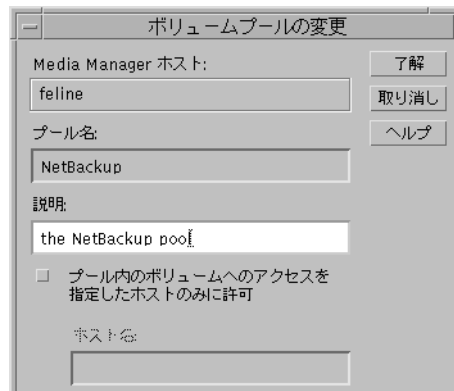 ボリュームプールの変更
Media Manager ホスト:
feline
了解
取り消し
ヘルプ
プール名:
NetBackup
説明:
the NetBackup pool
プール内のボリュームへのアクセスを
指定したホストのみに許可
ホスト名: